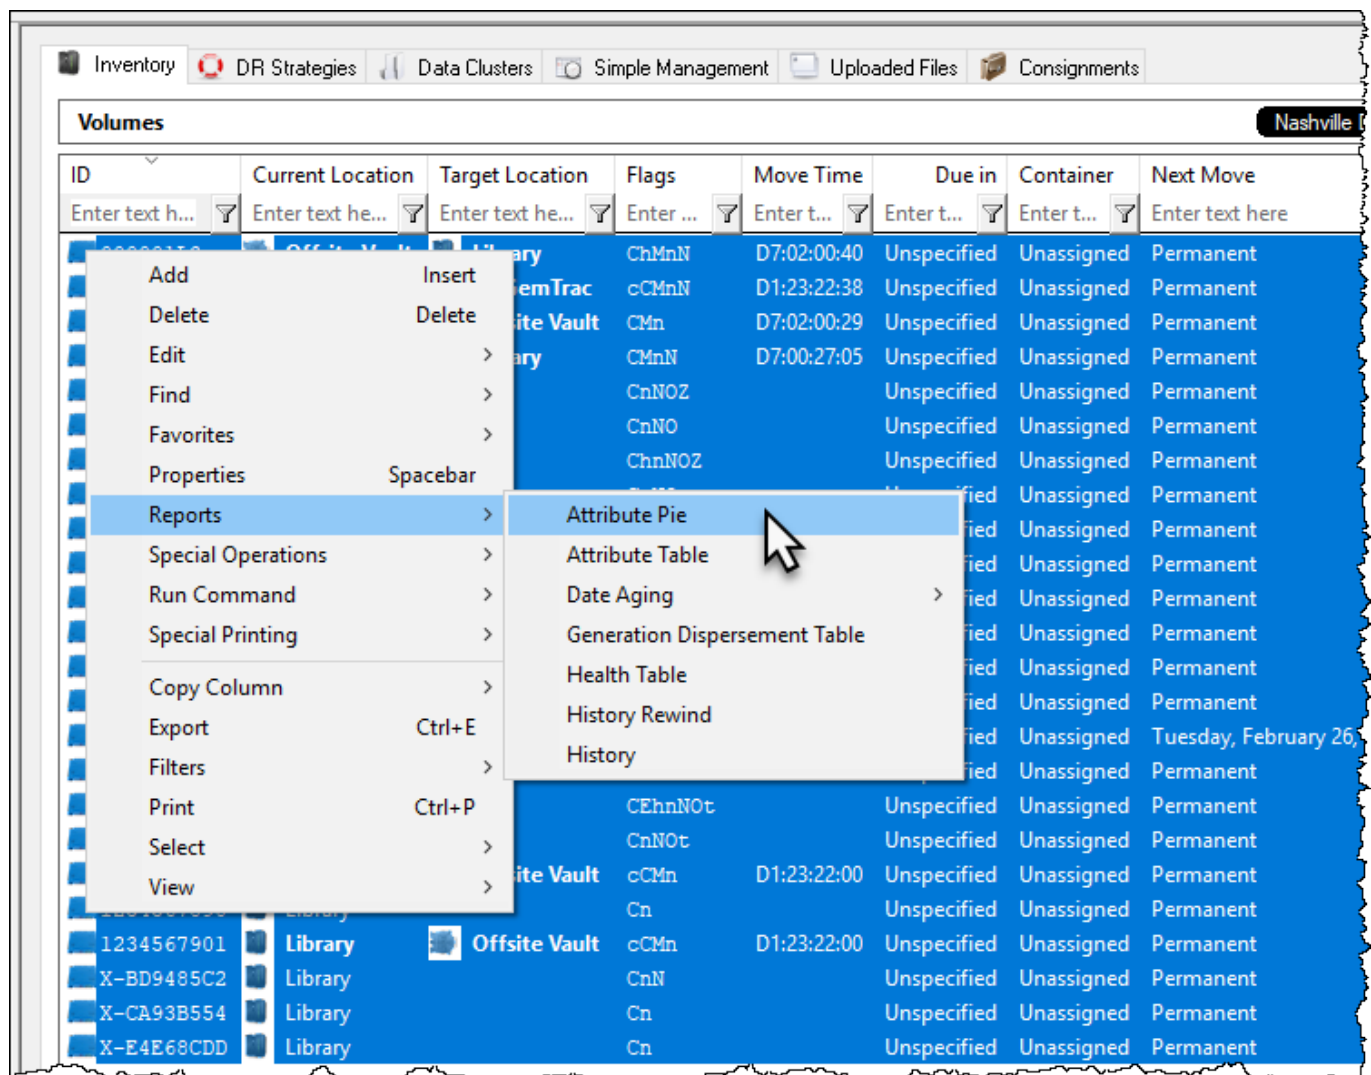 Inventory DR Strategies Data Clusters Simple Management Uploaded Files Consignments
Volumes Nashville
ID Current Location Target Location Flags Move Time Due in Container Next Move
Enter text h... Enter text he... Enter text he... Enter ... Enter t... Enter t... Enter t... Enter text here
Offsite Vault ChMnN D7:02:00:40 Unspecified Unassigned Permanent
Add Insert cCMnN D1:23:22:38 Unspecified Unassigned Permanent
Delete Delete Vault CMn D7:02:00:29 Unspecified Unassigned Permanent
Edit CMnN D7:00:27:05 Unspecified Unassigned Permanent
Find CnNOZ Unspecified Unassigned Permanent
Favorites CnNO Unspecified Unassigned Permanent
Properties Spacebar ChnNOZ Unspecified Unassigned Permanent
Unassigned Permanent
Reports Attribute Pie Unassigned Permanent
Special Operations Attribute Table Unassigned Permanent
Run Command Date Aging Unassigned Permanent
Special Printing Generation Dispersement Table Unassigned Permanent
Health Table Unassigned Permanent
Copy Column History Rewind Unassigned Permanent
Export Ctrl+E History Unassigned Tuesday, February 26,
Filters Unassigned Permanent
Print Ctrl+P CEhnNOt Unspecified Unassigned Permanent
Select CnNOt Unspecified Unassigned Permanent
View Vault cCMn D1:23:22:00 Unspecified Unassigned Permanent
Library Cn Unspecified Unassigned Permanent
1234567901 Library Offsite Vault cCMn D1:23:22:00 Unspecified Unassigned Permanent
X-BD9485C2 Library CnN Unspecified Unassigned Permanent
X-CA93B554 Library Cn Unspecified Unassigned Permanent
X-E4E68CDD Library Cn Unspecified Unassigned Permanent